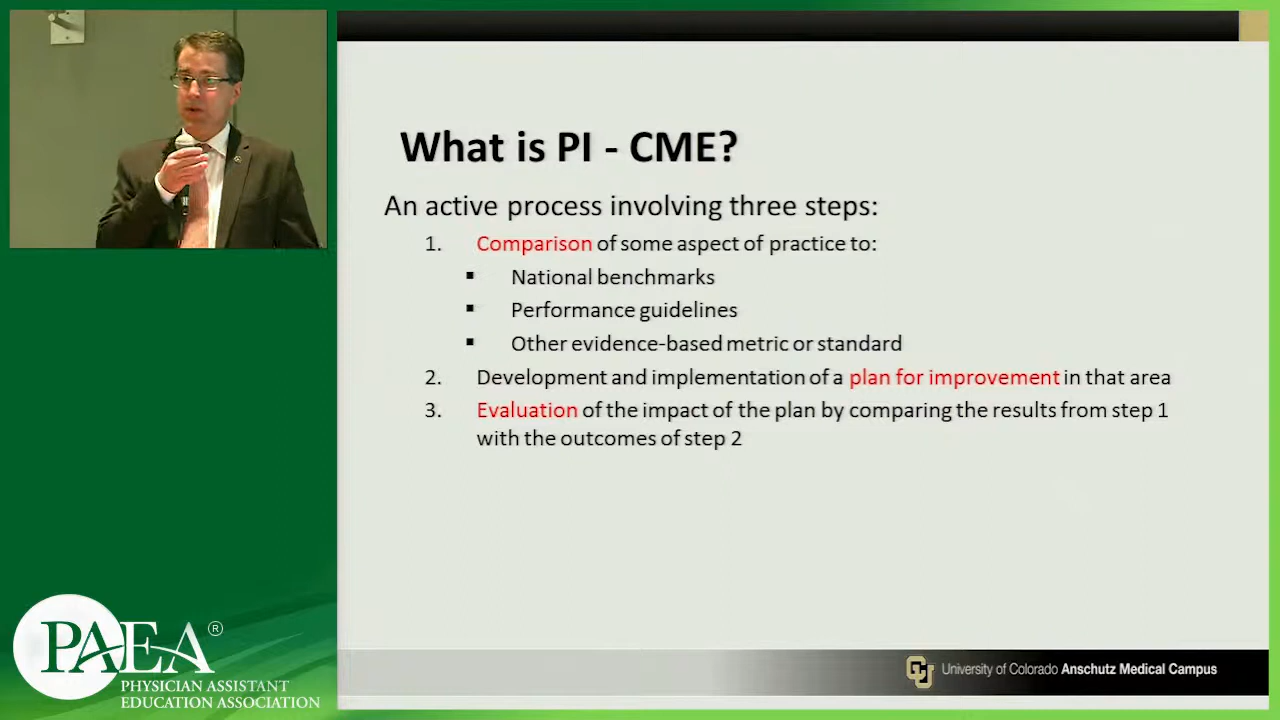 What is PI - CME?
An active process involving three steps:
1. Comparison of some aspect of practice to:
▪ National benchmarks
▪ Performance guidelines
▪ Other evidence-based metric or standard
2. Development and implementation of a plan for improvement in that area
3. Evaluation of the impact of the plan by comparing the results from step 1
with the outcomes of step 2
PAEA®
PHYSICIAN ASSISTANT
EDUCATION ASSOCIATION
CU University of Colorado Anschutz Medical Campus